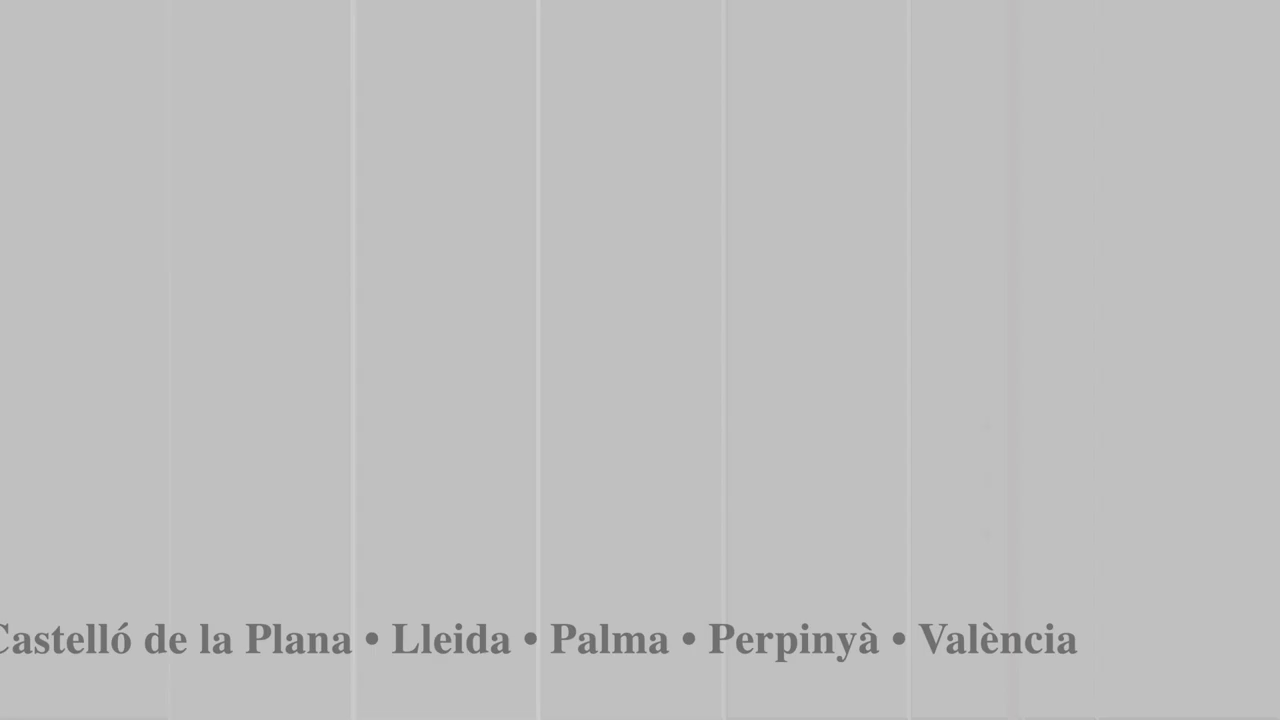 Castelló de la Plana • Lleida • Palma • Perpinyà • València